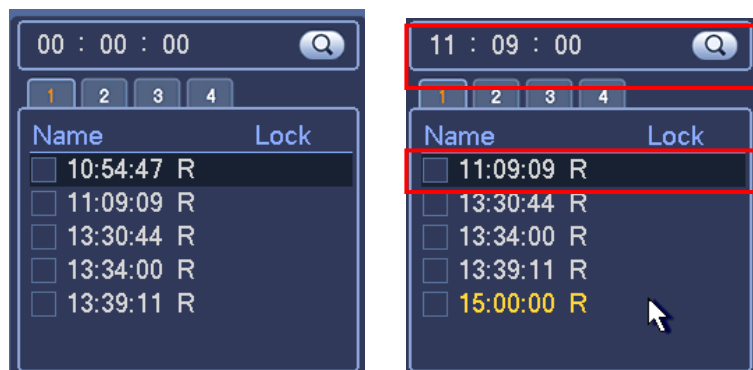 00 : 00 : 00
1 2 3 4
Name Lock
10:54:47 R
11:09:09 R
13:30:44 R
13:34:00 R
13:39:11 R
11 : 09 : 00
1 2 3 4
Name Lock
11:09:09 R
13:30:44 R
13:34:00 R
13:39:11 R
15:00:00 R